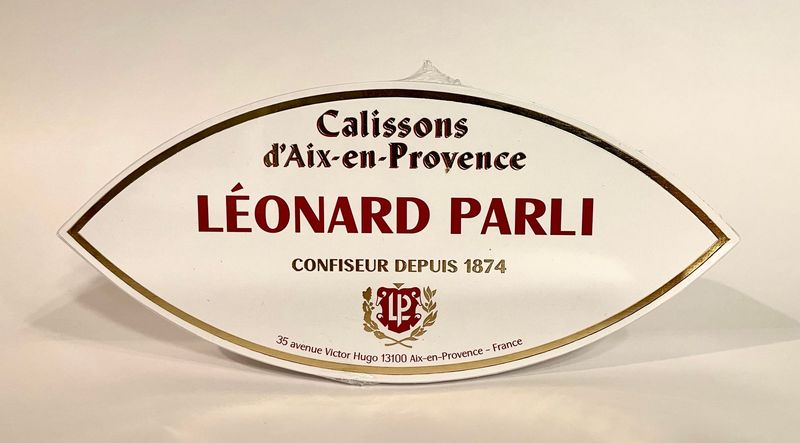 Calissons
d'Aix-en-Provence
LÉONARD PARLI
CONFISEUR DEPUIS 1874
LP
35 avenue Victor Hugo 13100 Aix-en-Provence - France